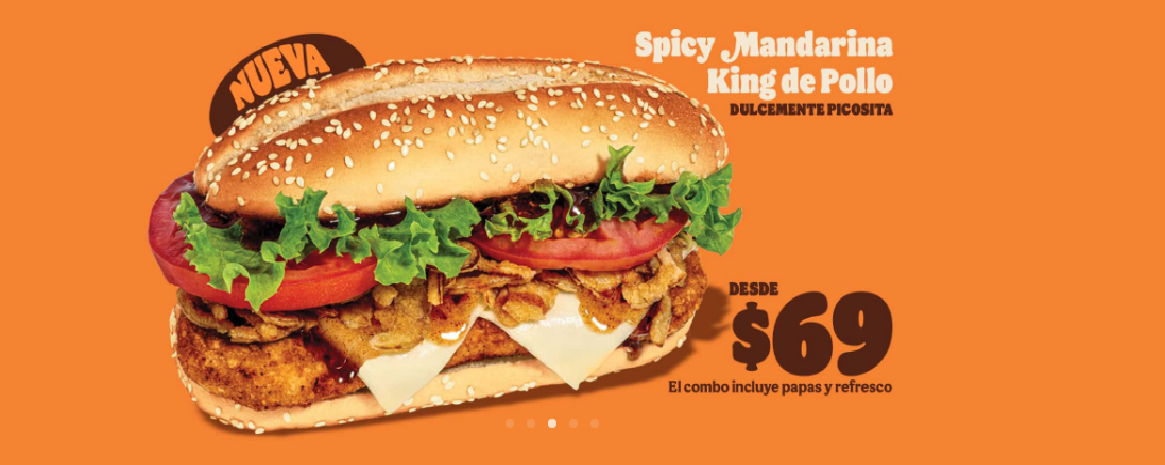 NUEVA
Spicy Mandarina
King de Pollo
DULCEMENTE PICOSITA
DESDE
$69
El combo incluye papas y refresco